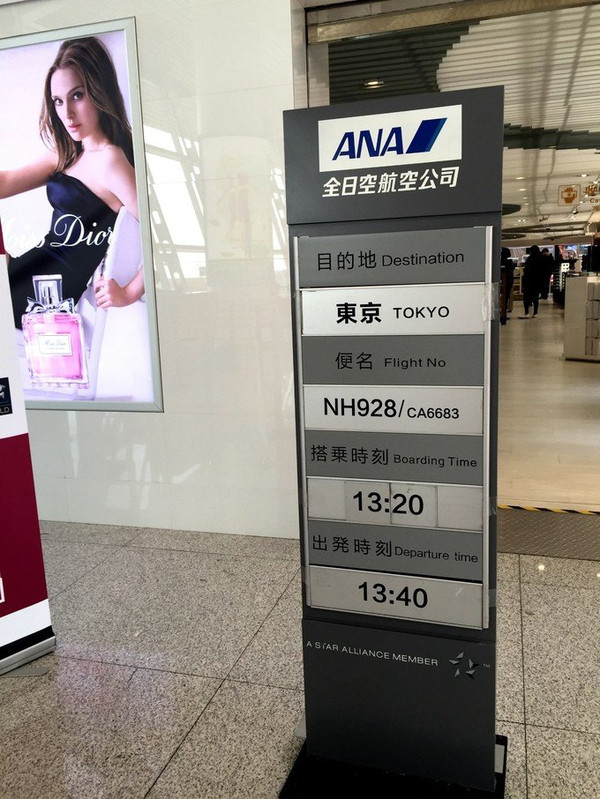 ANA
全日空航空公司
目的地 Destination
東京 TOKYO
便名 Flight No
NH928/CA6683
搭乗時刻 Boarding Time
13:20
出発時刻 Departure time
13:40
A STAR ALLIANCE MEMBER
Miss Dior
Miss Dior